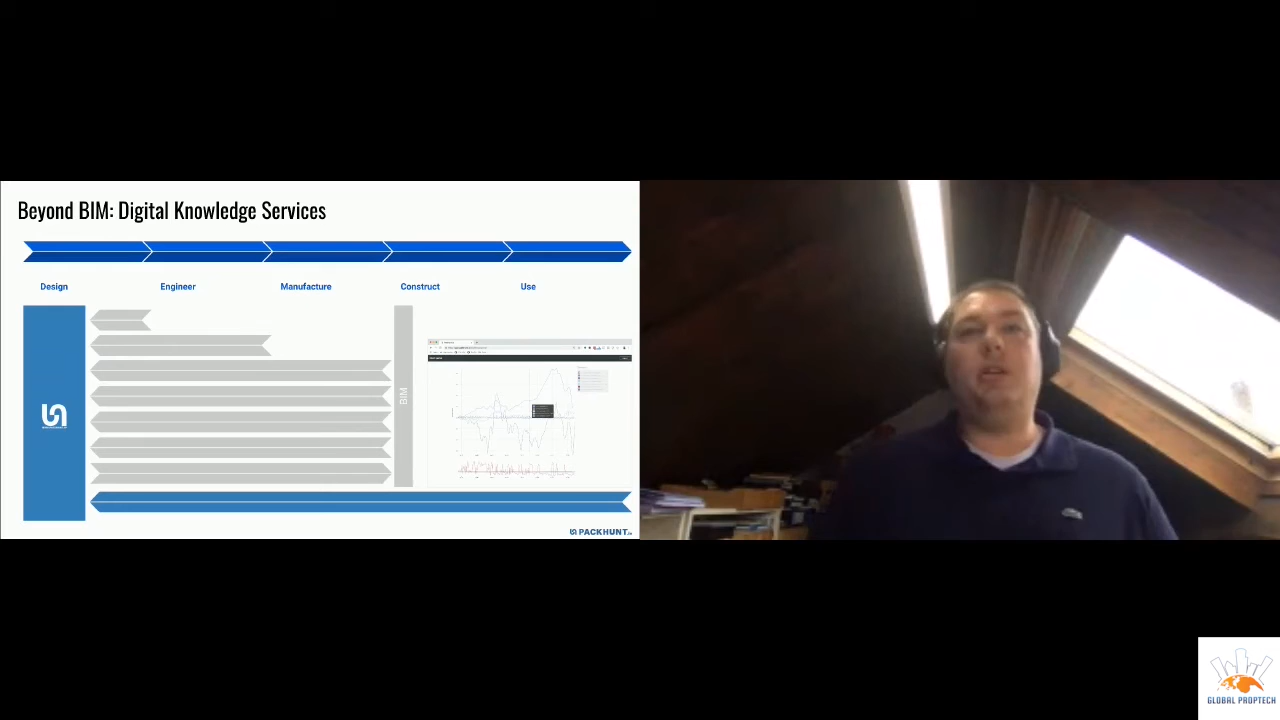 Beyond BIM: Digital Knowledge Services
Design
Engineer
Manufacture
Construct
Use
BIM
PACKHUNT
GLOBAL PROPTECH